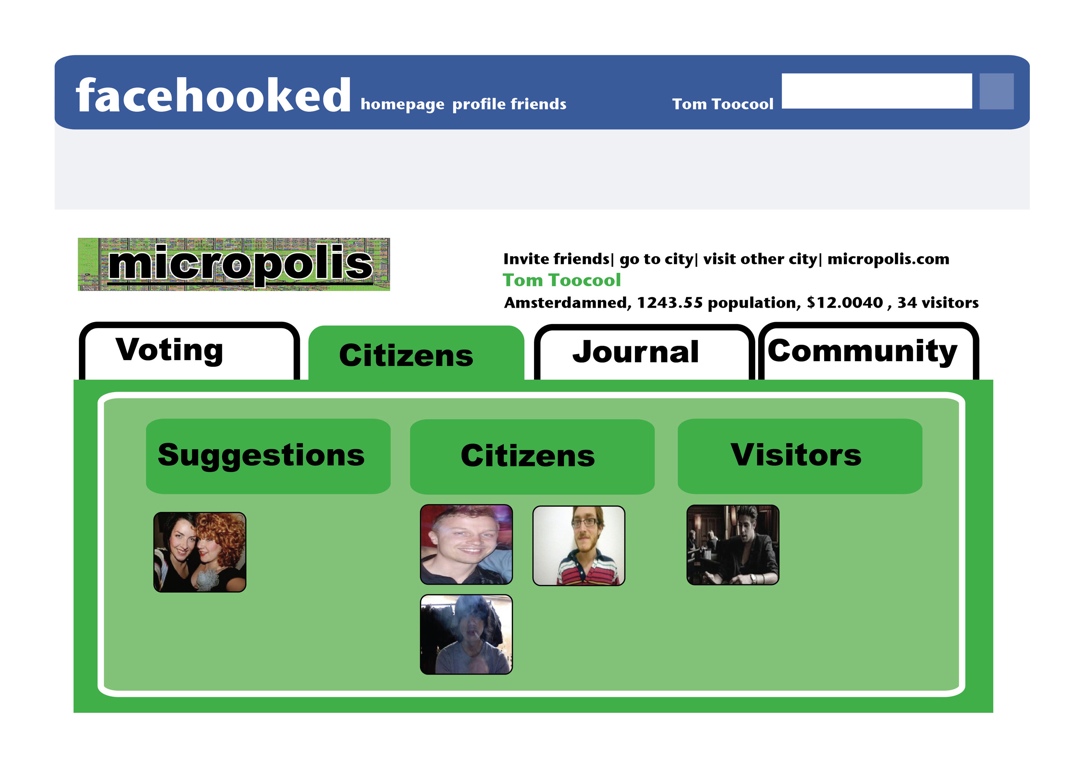 facehooked homepage profile friends Tom Toocool
micropolis
Invite friends| go to city| visit other city| micropolis.com
Tom Toocool
Amsterdamned, 1243.55 population, $12.0040 , 34 visitors
Voting Citizens Journal Community
Suggestions Citizens Visitors